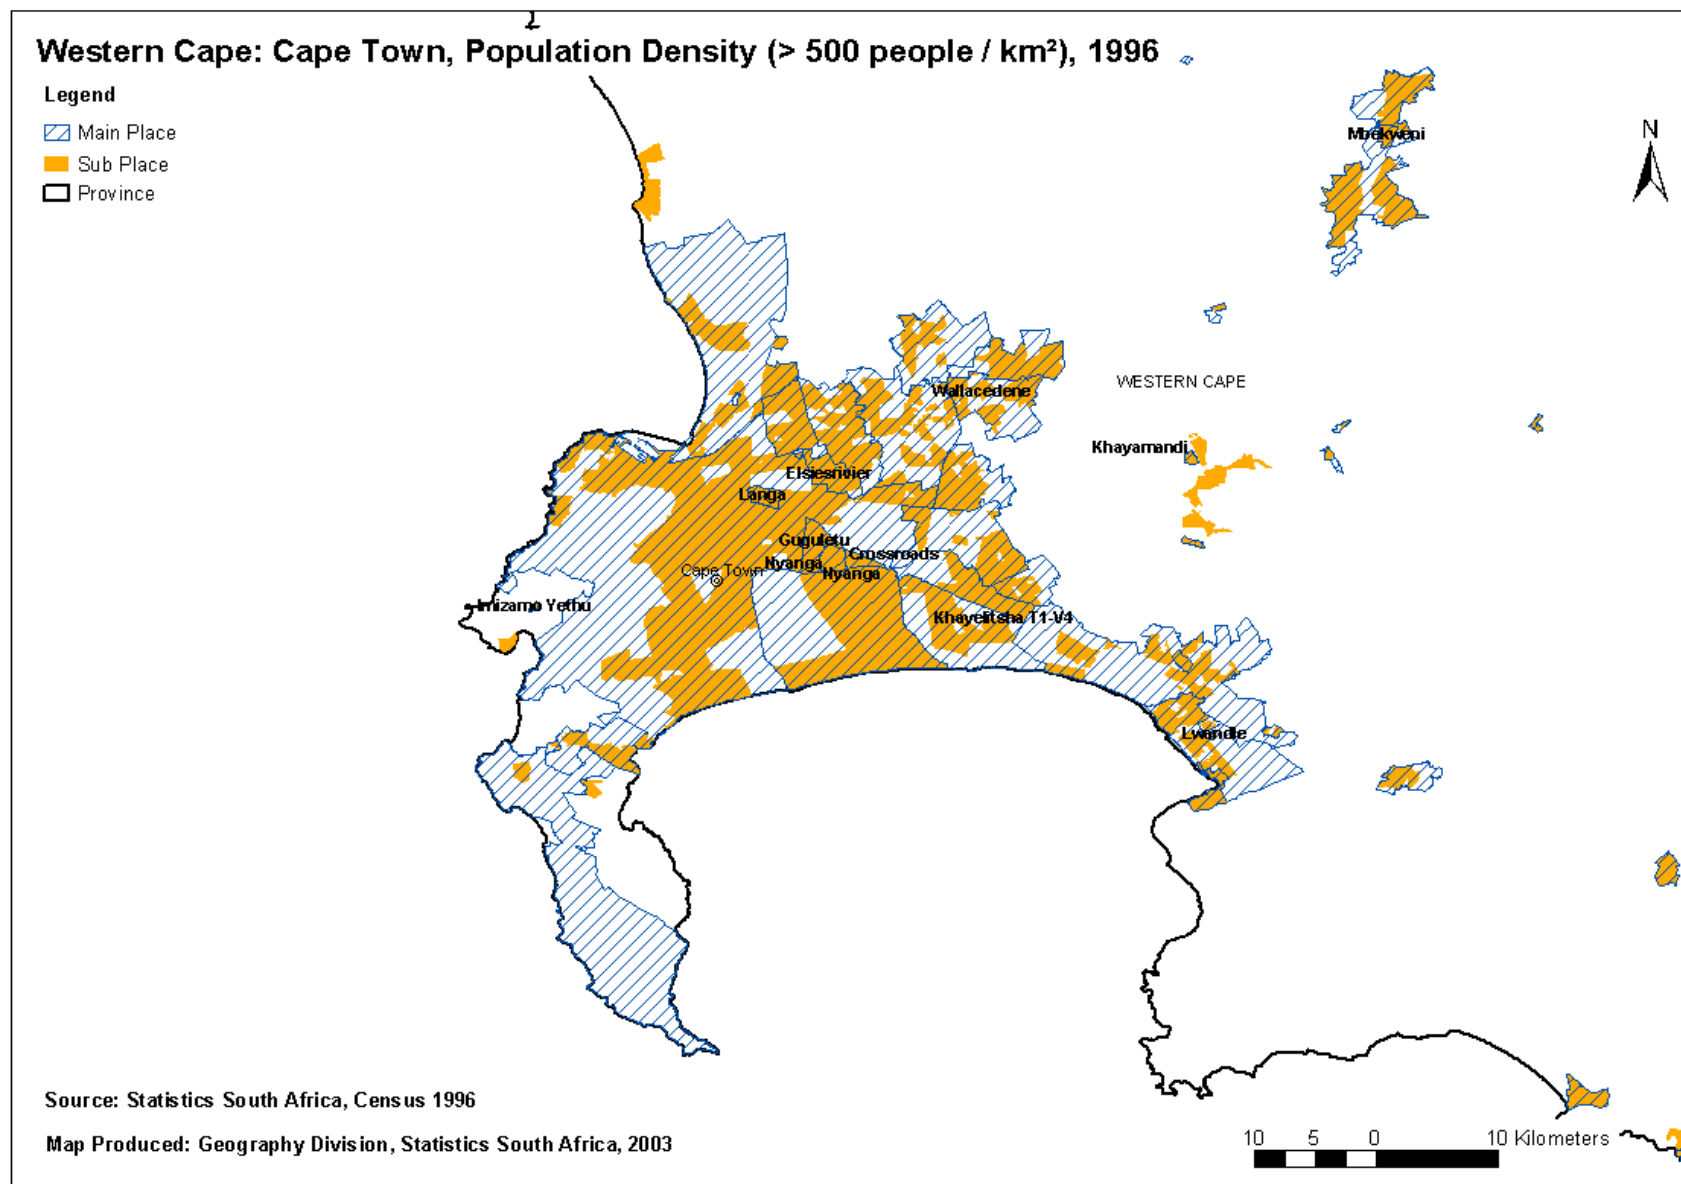 Western Cape: Cape Town, Population Density (> 500 people / km²), 1996
Legend
Main Place
Sub Place
Province
N
Mbekweni
WESTERN CAPE
Wallacedene
Khayamandi
Elsiesrivier
Langa
Guguletu
Crossroads
Nyanga
Cape Town
Nyanga
Imizamo Yethu
Khayelitsha T1-V4
Lwandle
Source: Statistics South Africa, Census 1996
Map Produced: Geography Division, Statistics South Africa, 2003
10 5 0 10 Kilometers